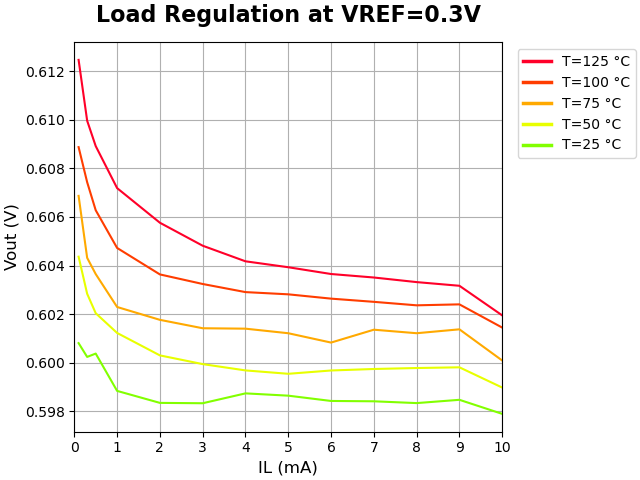 Load Regulation at VREF=0.3V
T=125 °C
T=100 °C
T=75 °C
T=50 °C
T=25 °C
Vout (V)
0.612
0.610
0.608
0.606
0.604
0.602
0.600
0.598
0 1 2 3 4 5 6 7 8 9 10
IL (mA)